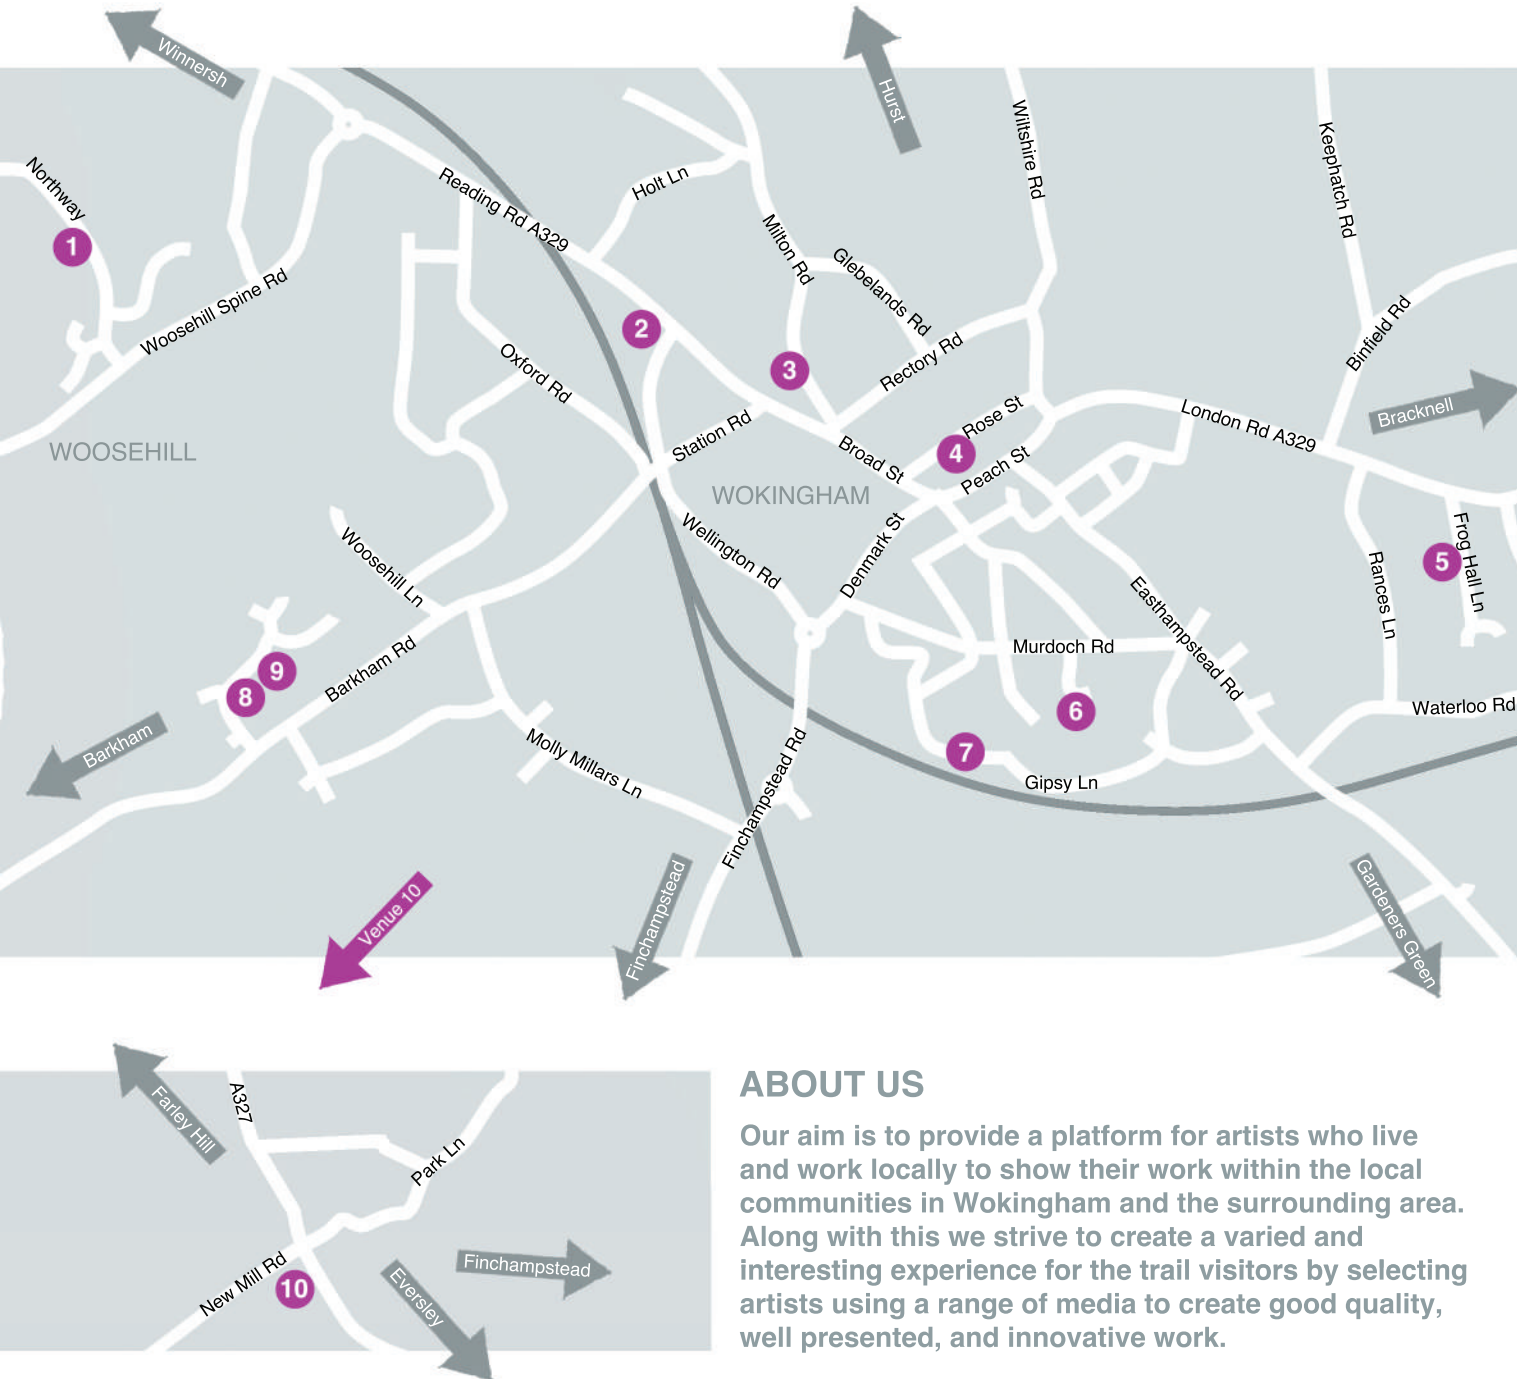 Winnersh
Hurst
Northway
1
Woosehill Spine Rd
WOOSEHILL
Reading Rd A329
Holt Ln
Milton Rd
Glebelands Rd
Rectory Rd
Wiltshire Rd
Keephatch Rd
Binfield Rd
Bracknell
2
3
Oxford Rd
Station Rd
Broad St
Rose St
4
Peach St
London Rd A329
WOKINGHAM
Wellington Rd
Denmark St
Woosehill Ln
Easthampstead Rd
Rances Ln
5
Frog Hall Ln
Murdoch Rd
Barkham Rd
9
8
6
7
Gipsy Ln
Waterloo Rd
Barkham
Molly Millars Ln
Finchampstead Rd
Venue 10
Finchampstead
Gardeners Green
Farley Hill
A327
Park Ln
New Mill Rd
10
Finchampstead
Eversley
ABOUT US
Our aim is to provide a platform for artists who live
and work locally to show their work within the local
communities in Wokingham and the surrounding area.
Along with this we strive to create a varied and
interesting experience for the trail visitors by selecting
artists using a range of media to create good quality,
well presented, and innovative work.